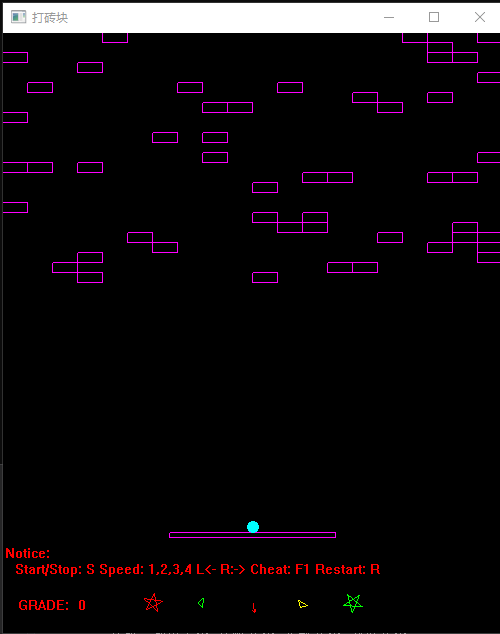 打砖块
Notice:
Start/Stop: S Speed: 1,2,3,4 L<- R:-> Cheat: F1 Restart: R
GRADE: 0